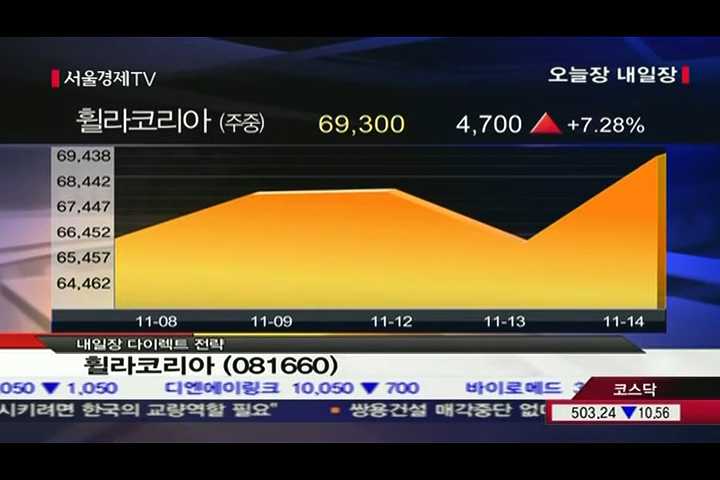 서울경제TV
오늘장 내일장
휠라코리아 (주중) 69,300 4,700 ▲ +7.28%
69,438
68,442
67,447
66,452
65,457
64,462
11-08 11-09 11-12 11-13 11-14
내일장 다이렉트 전략
휠라코리아 (081660)
050 ▼ 1,050 디엔에이링크 10,050 ▼ 700 바이로메드
코스닥
시키려면 한국의 교량역할 필요" ▪ 쌍용건설 매각중단 없
503.24 ▼10.56